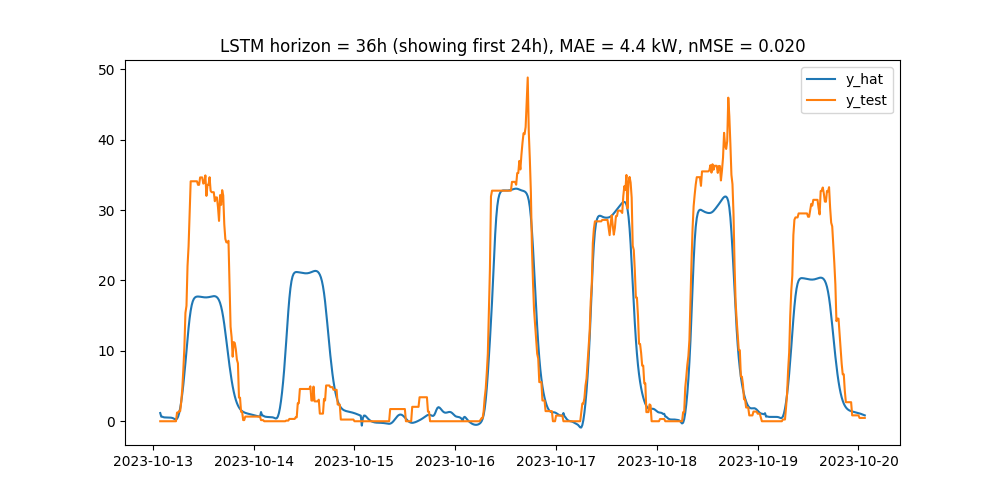 LSTM horizon = 36h (showing first 24h), MAE = 4.4 kW, nMSE = 0.020
y_hat
y_test
50
40
30
20
10
0
2023-10-13 2023-10-14 2023-10-15 2023-10-16 2023-10-17 2023-10-18 2023-10-19 2023-10-20